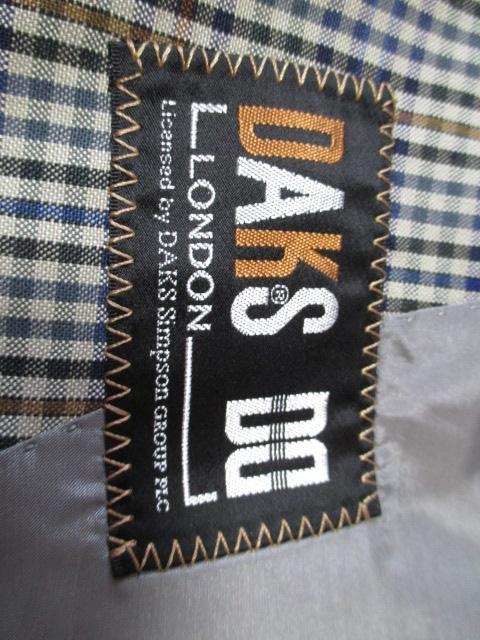 DAKS® DD
LONDON
Licensed by DAKS Simpson GROUP PLC